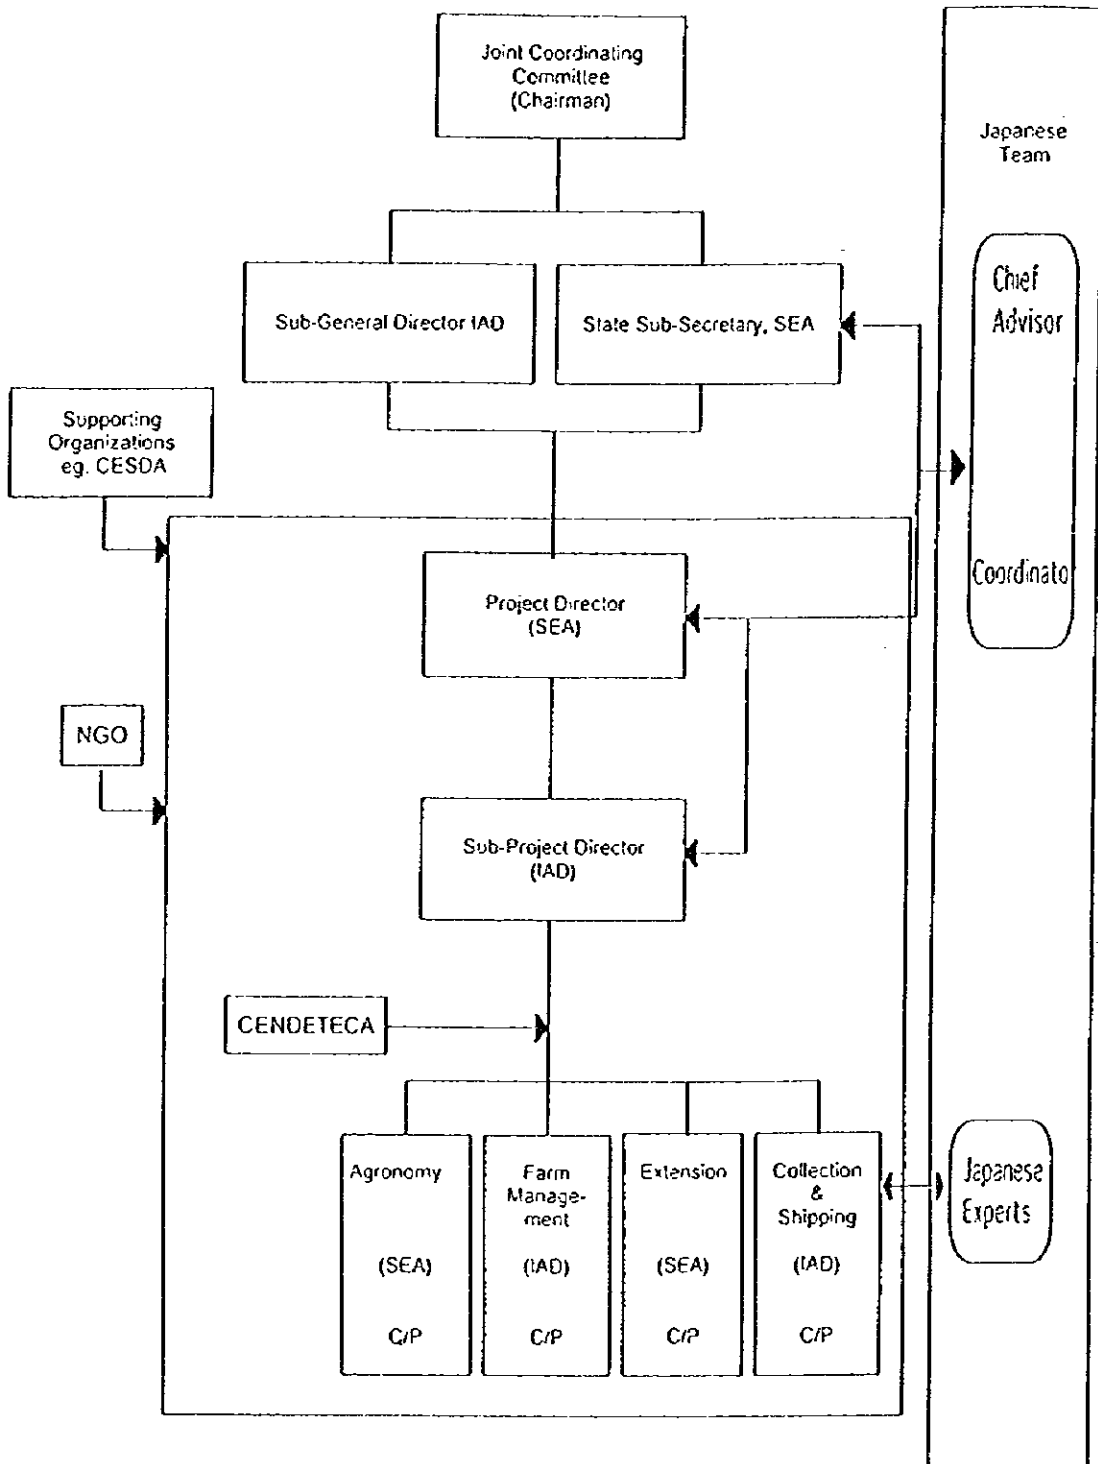 Joint Coordinating
Committee
(Chairman)
Japanese
Team
Sub-General Director IAD
State Sub-Secretary, SEA
Chief
Advisor
Coordinato
Supporting
Organizations
eg. CESDA
Project Director
(SEA)
NGO
Sub-Project Director
(IAD)
CENDETECA
Agronomy
(SEA)
C/P
Farm
Manage-
ment
(IAD)
C/P
Extension
(SEA)
C/P
Collection
&
Shipping
(IAD)
C/P
Japanese
Experts